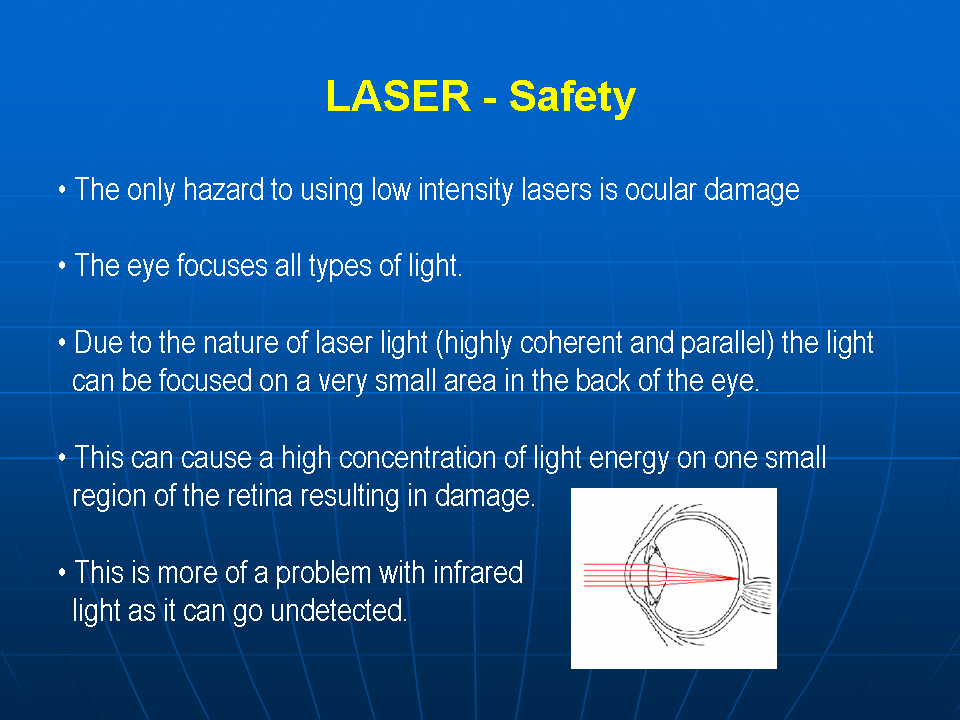 LASER - Safety
• The only hazard to using low intensity lasers is ocular damage
• The eye focuses all types of light.
• Due to the nature of laser light (highly coherent and parallel) the light
can be focused on a very small area in the back of the eye.
• This can cause a high concentration of light energy on one small
region of the retina resulting in damage.
• This is more of a problem with infrared
light as it can go undetected.